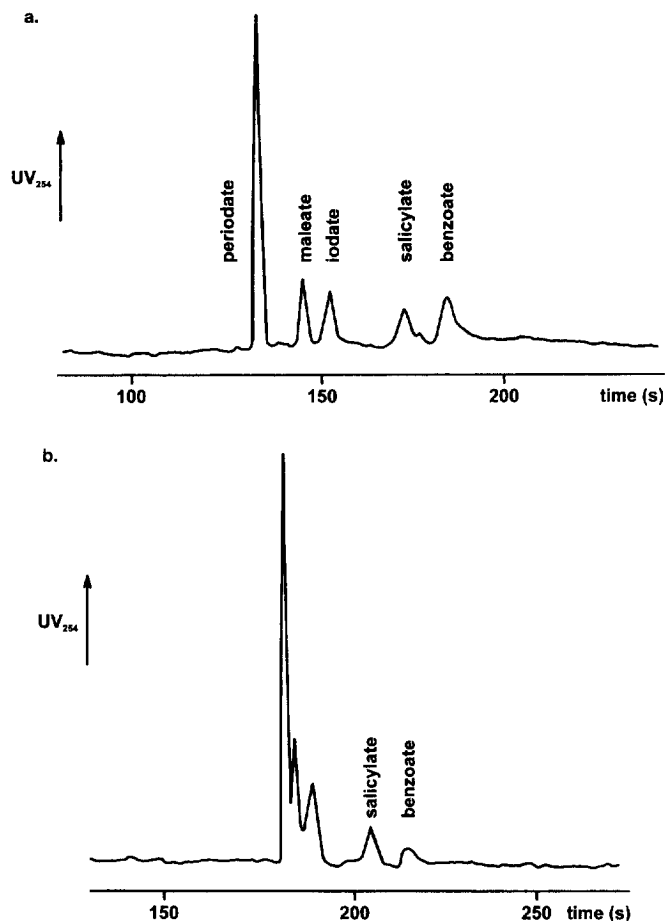 a.
UV254
periodate
maleate
iodate
salicylate
benzoate
100
150
200
time (s)
b.
UV254
salicylate
benzoate
150
200
250
time (s)